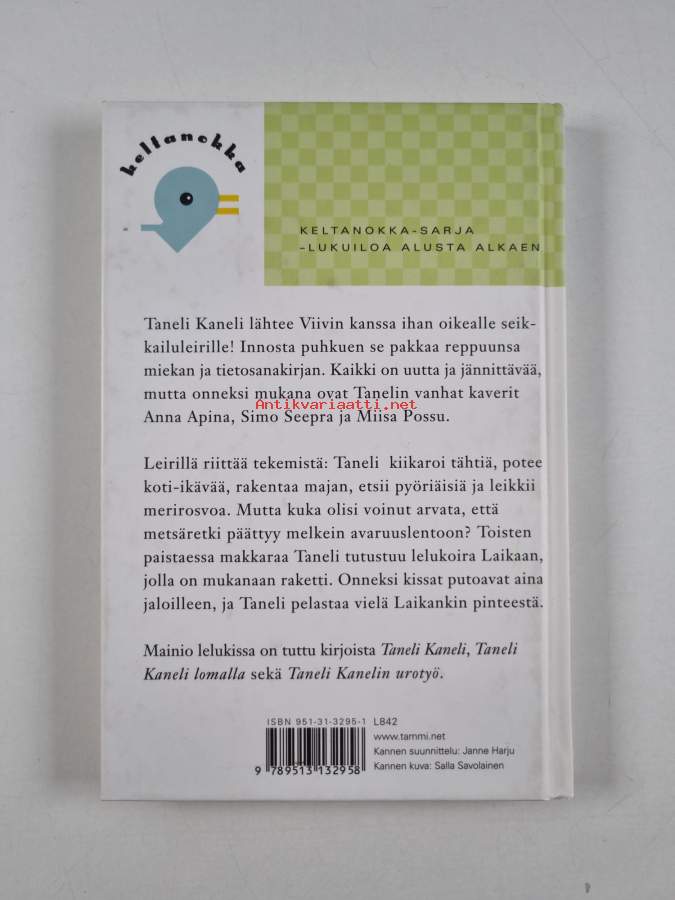 keltanokka
KELTANOKKA-SARJA
-LUKUILOA ALUSTA ALKAEN
Taneli Kaneli lähtee Viivin kanssa ihan oikealle seik-
kailuleirille! Innosta puhkuen se pakkaa reppuunsa
miekan ja tietosanakirjan. Kaikki on uutta ja jännittävää,
mutta onneksi mukana ovat Tanelin vanhat kaverit
Antikvariaatti.net
Anna Apina, Simo Seepra ja Miisa Possu.
Leirillä riittää tekemistä: Taneli kiikaroi tähtiä, potee
koti-ikävää, rakentaa majan, etsii pyöriäisiä ja leikkii
merirosvoa. Mutta kuka olisi voinut arvata, että
metsäretki päättyy melkein avaruuslentoon? Toisten
paistaessa makkaraa Taneli tutustuu lelukoira Laikaan,
jolla on mukanaan raketti. Onneksi kissat putoavat aina
jaloilleen, ja Taneli pelastaa vielä Laikankin pinteestä.
Mainio lelukissa on tuttu kirjoista Taneli Kaneli, Taneli
Kaneli lomalla sekä Taneli Kanelin urotyö.
ISBN 951-31-3295-1 L842
www.tammi.net
Kannen suunnittelu: Janne Harju
Kannen kuva: Salla Savolainen
9 789513 132958